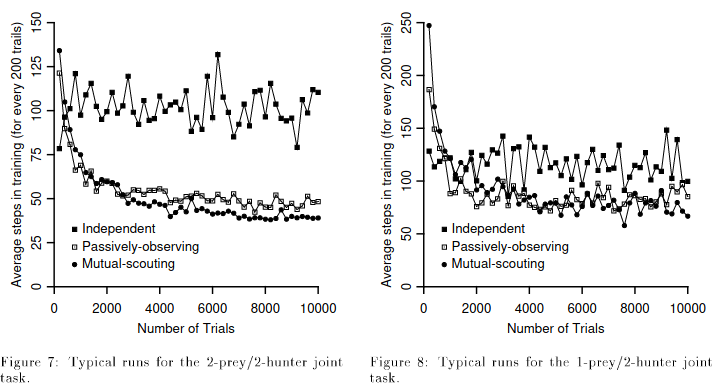 Average steps in training (for every 200 trails)
150
125
100
75
50
25
0
Independent
Passively-observing
Mutual-scouting
0 2000 4000 6000 8000 10000
Number of Trials
Figure 7: Typical runs for the 2-prey/2-hunter joint
task.
Average steps in training (for every 200 trails)
250
200
150
100
50
0
Independent
Passively-observing
Mutual-scouting
0 2000 4000 6000 8000 10000
Number of Trials
Figure 8: Typical runs for the 1-prey/2-hunter joint
task.